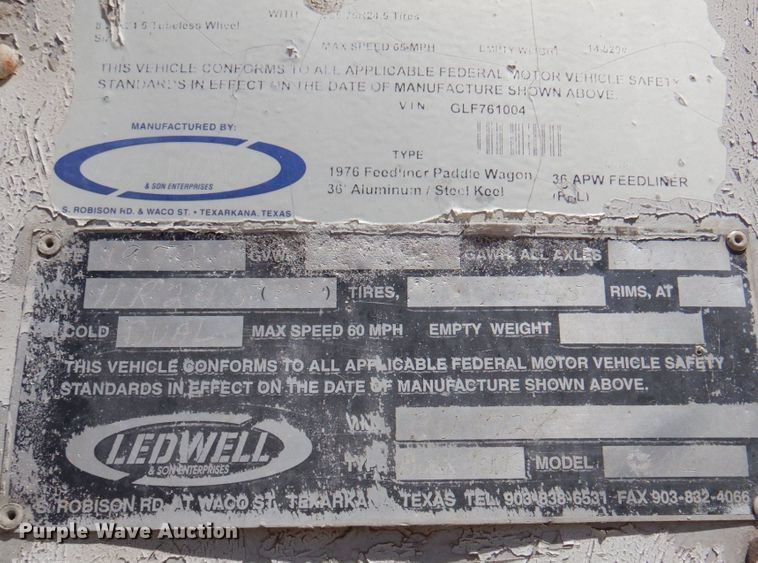 Tubeless Wheel
WITH Tires
MAX SPEED 65 MPH EMPTY WEIGHT
THIS VEHICLE CONFORMS TO ALL APPLICABLE FEDERAL MOTOR VEHICLE SAFETY
STANDARDS IN EFFECT ON THE DATE OF MANUFACTURE SHOWN ABOVE.
VIN GLF761004
MANUFACTURED BY:
& SON ENTERPRISES
S. ROBISON RD. & WACO ST. • TEXARKANA, TEXAS
TYPE
1976 Feedliner Paddle Wagon
36' Aluminum / Steel Keel
36 APW FEEDLINER
GVW GAWR ALL AXLES
( ) TIRES, RIMS, AT
COLD DUAL MAX SPEED 60 MPH EMPTY WEIGHT
THIS VEHICLE CONFORMS TO ALL APPLICABLE FEDERAL MOTOR VEHICLE SAFETY
STANDARDS IN EFFECT ON THE DATE OF MANUFACTURE SHOWN ABOVE.
LEDWELL
& SON ENTERPRISES
V.I.N.
TYPE MODEL
S. ROBISON RD. AT WACO ST. TEXARKANA TEXAS TEL. 903-838-6531 FAX 903-832-4066
Purple Wave Auction